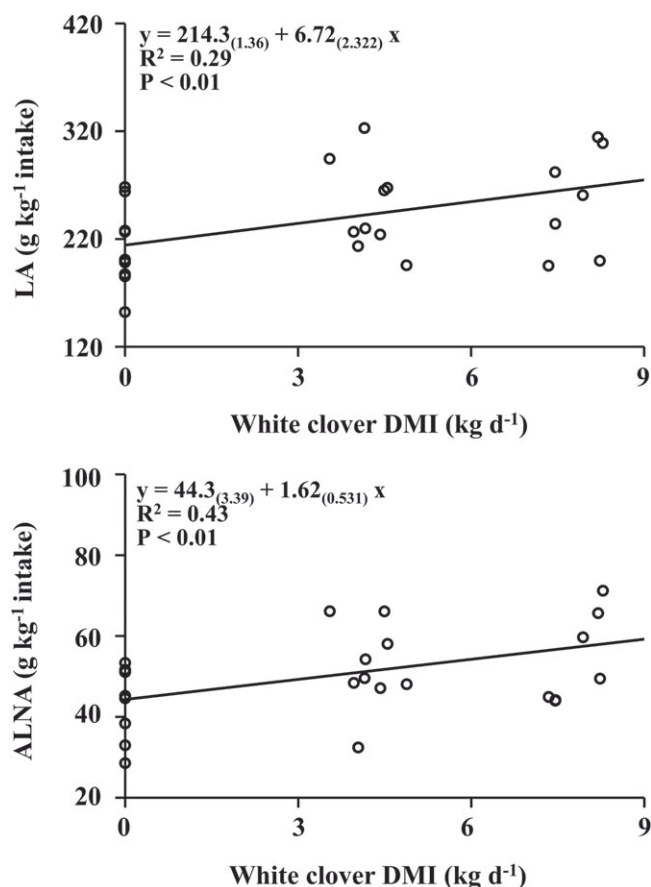 420
y = 214.3(1.36) + 6.72(2.322) x
R² = 0.29
P < 0.01
320
LA (g kg⁻¹ intake)
220
120
0 3 6 9
White clover DMI (kg d⁻¹)
100
y = 44.3(3.39) + 1.62(0.531) x
R² = 0.43
P < 0.01
80
ALNA (g kg⁻¹ intake)
60
40
20
0 3 6 9
White clover DMI (kg d⁻¹)